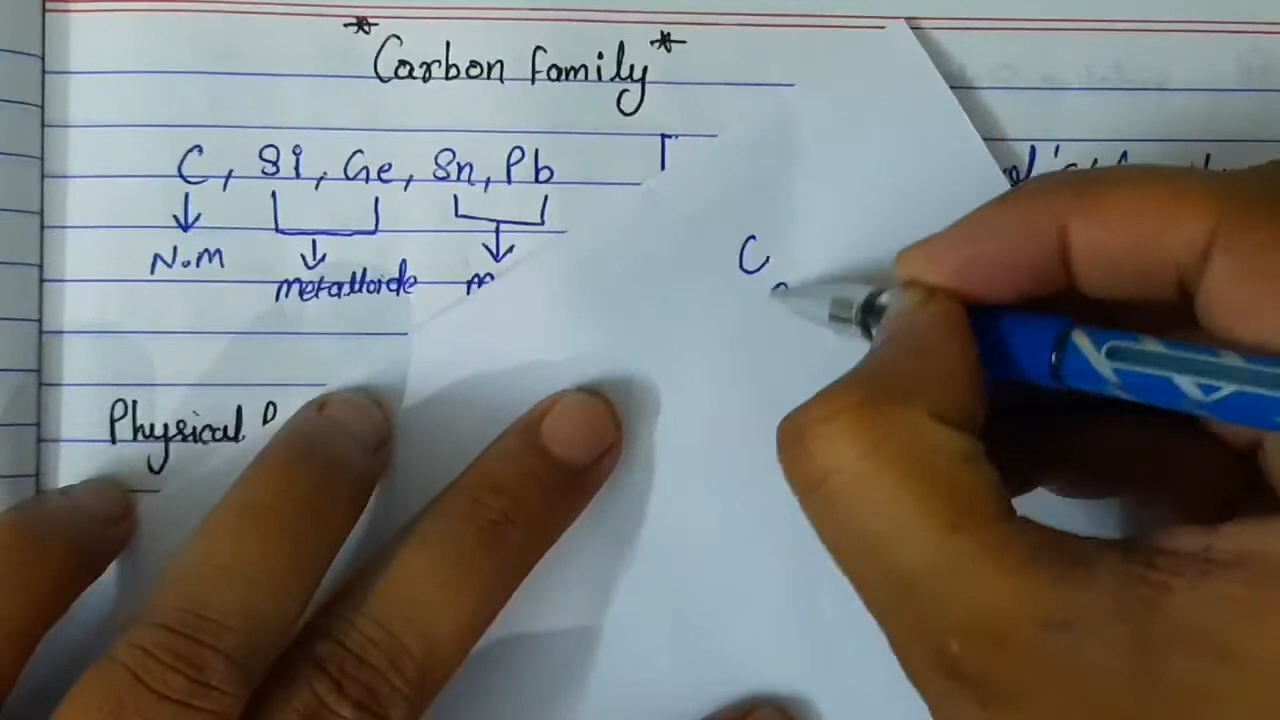 *Carbon family*
C, Si, Ge, Sn, Pb
N.M
metalloide
Physical
C